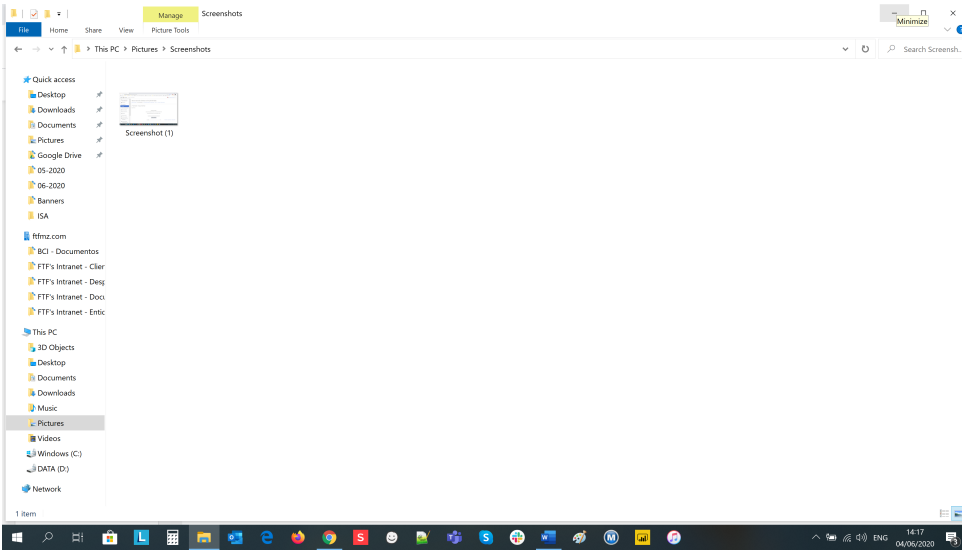 Manage
Screenshots
Minimize
File
Home
Share
View
Picture Tools
This PC
Pictures
Screenshots
Search Screensh..
Quick access
Desktop
Downloads
Documents
Pictures
Google Drive
05-2020
06-2020
Banners
ISA
Screenshot (1)
ftfmz.com
BCI - Documentos
FTF's Intranet - Clier
FTF's Intranet - Desp
FTF's Intranet - Docu
FTF's Intranet - Entic
This PC
3D Objects
Desktop
Documents
Downloads
Music
Pictures
Videos
Windows (C:)
DATA (D:)
Network
1 item
ENG
14:17
04/06/2020
3